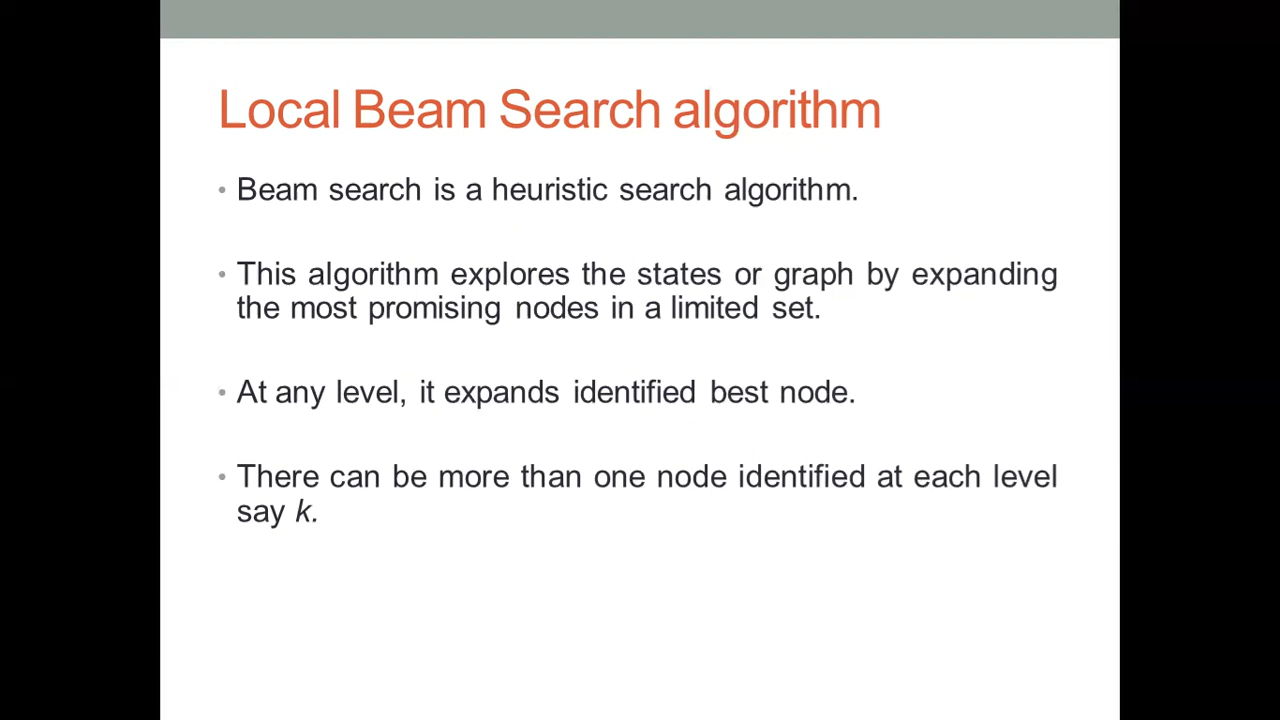 Local Beam Search algorithm
• Beam search is a heuristic search algorithm.
• This algorithm explores the states or graph by expanding
the most promising nodes in a limited set.
• At any level, it expands identified best node.
• There can be more than one node identified at each level
say k.